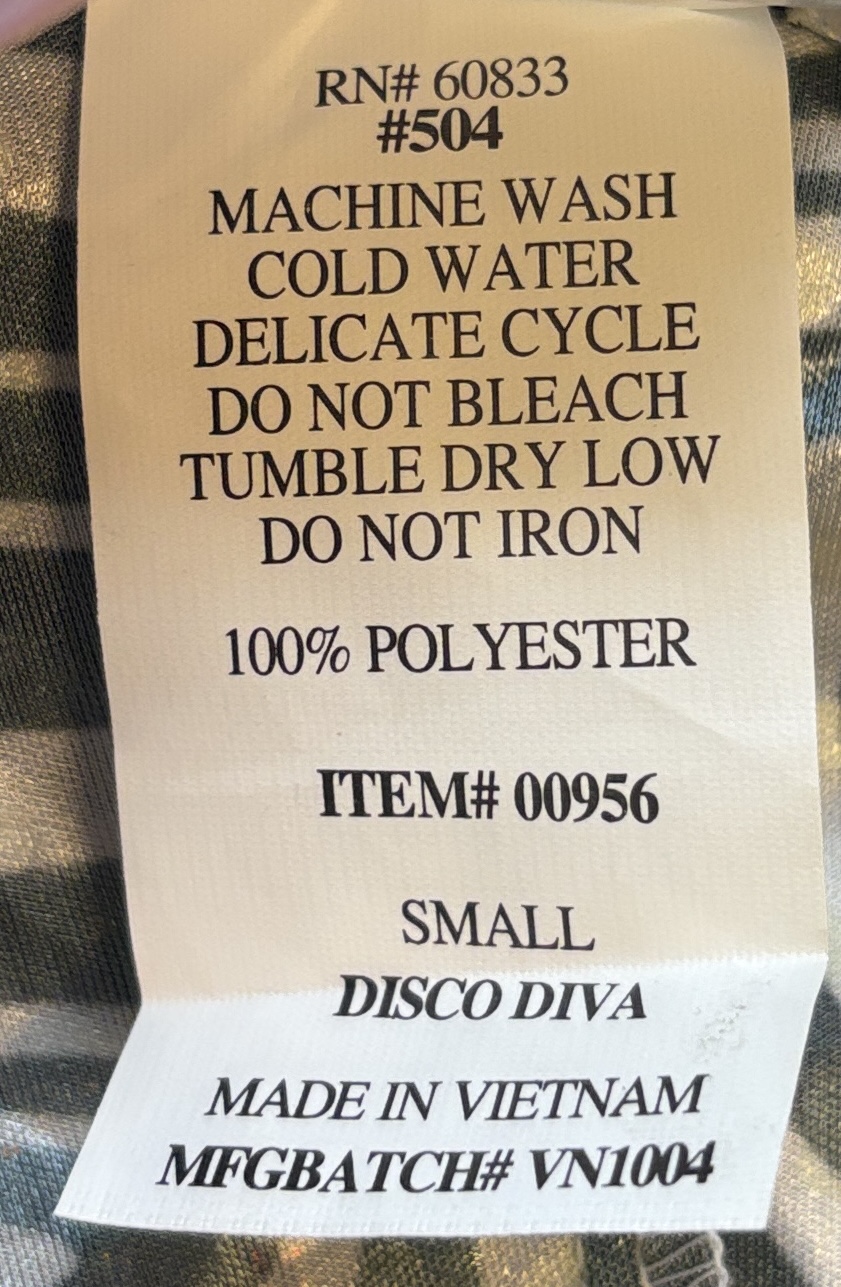 RN# 60833
#504
MACHINE WASH
COLD WATER
DELICATE CYCLE
DO NOT BLEACH
TUMBLE DRY LOW
DO NOT IRON
100% POLYESTER
ITEM# 00956
SMALL
DISCO DIVA
MADE IN VIETNAM
MFGBATCH# VN1004